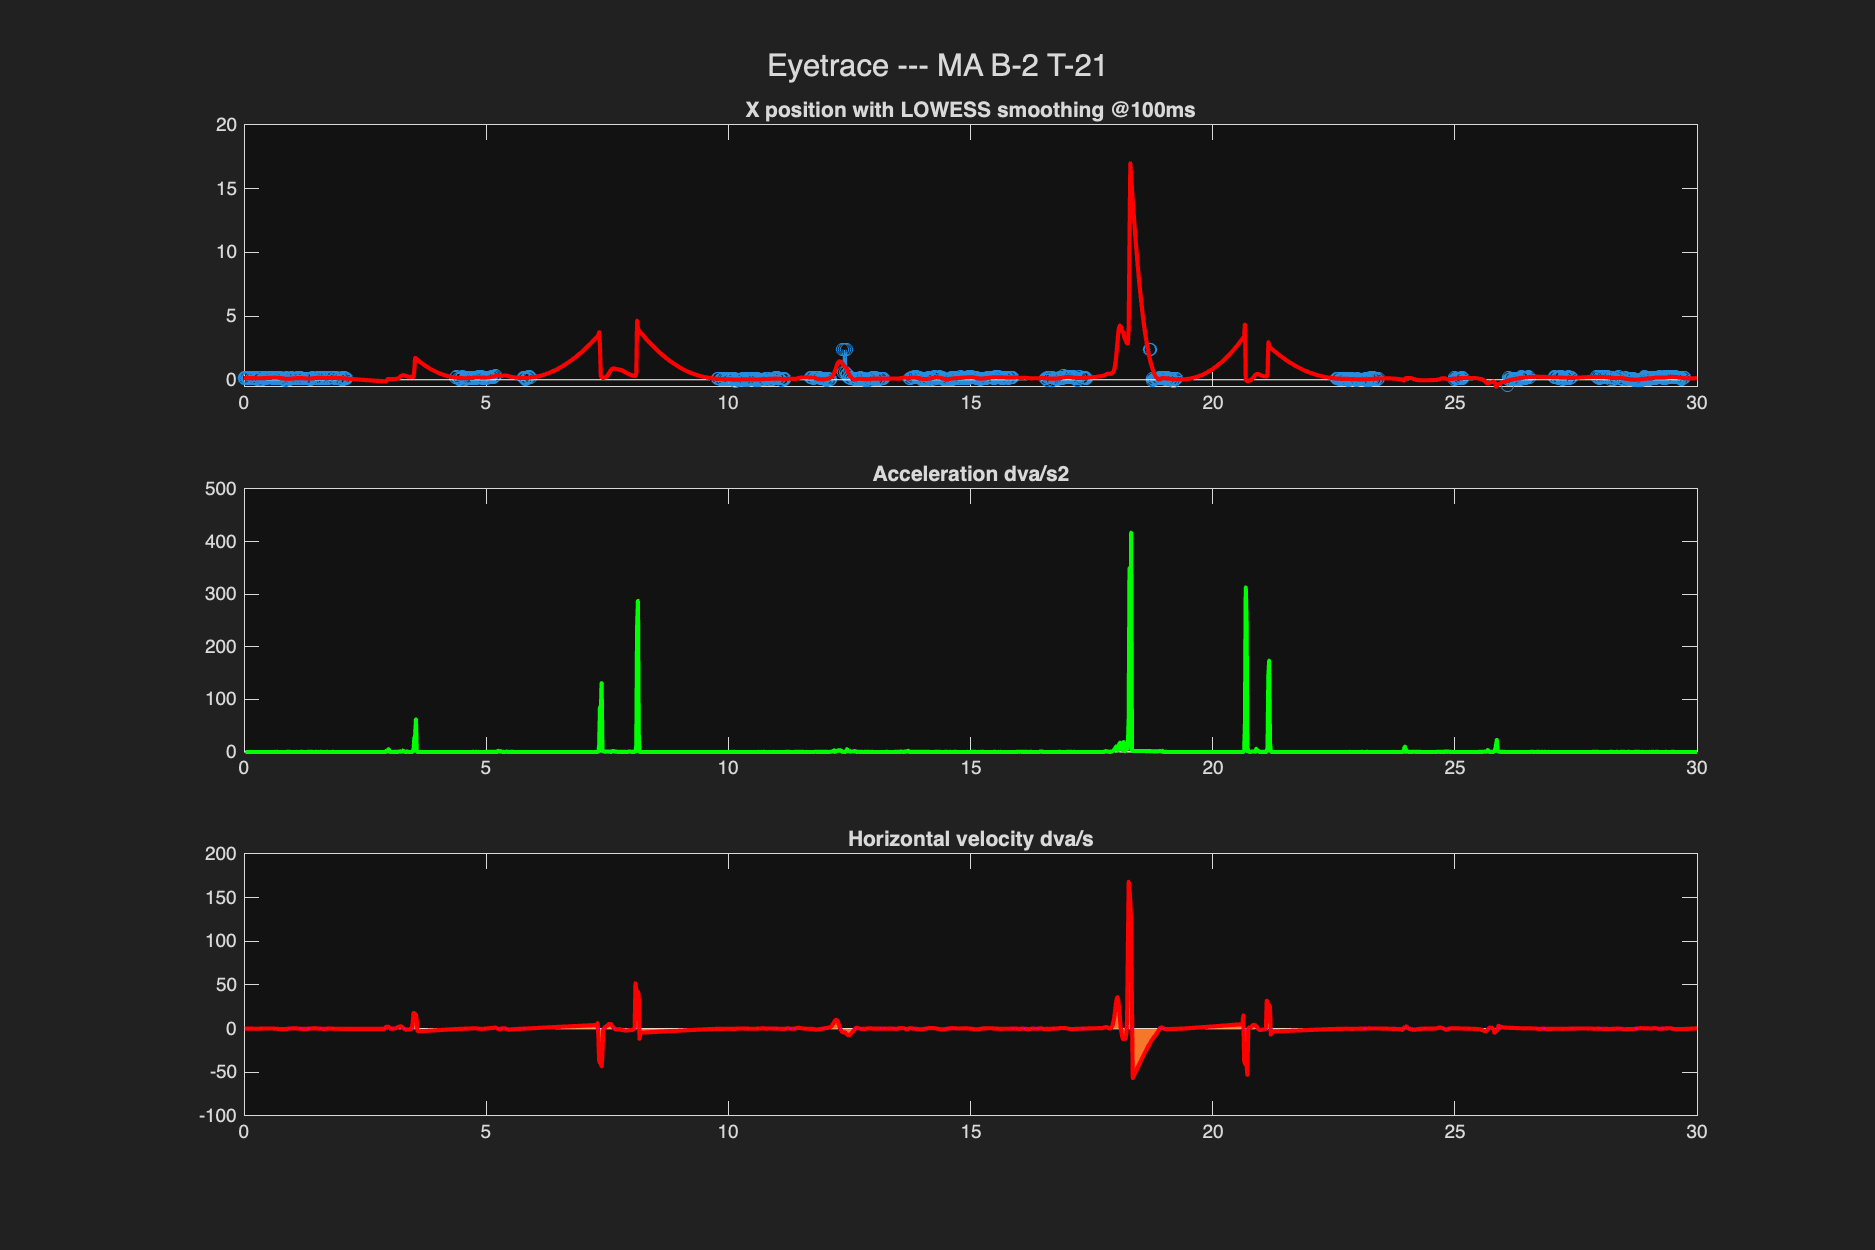 Eyetrace --- MA B-2 T-21
X position with LOWESS smoothing @100ms
20
15
10
5
0
0 5 10 15 20 25 30
Acceleration dva/s2
500
400
300
200
100
0
0 5 10 15 20 25 30
Horizontal velocity dva/s
200
150
100
50
0
-50
-100
0 5 10 15 20 25 30